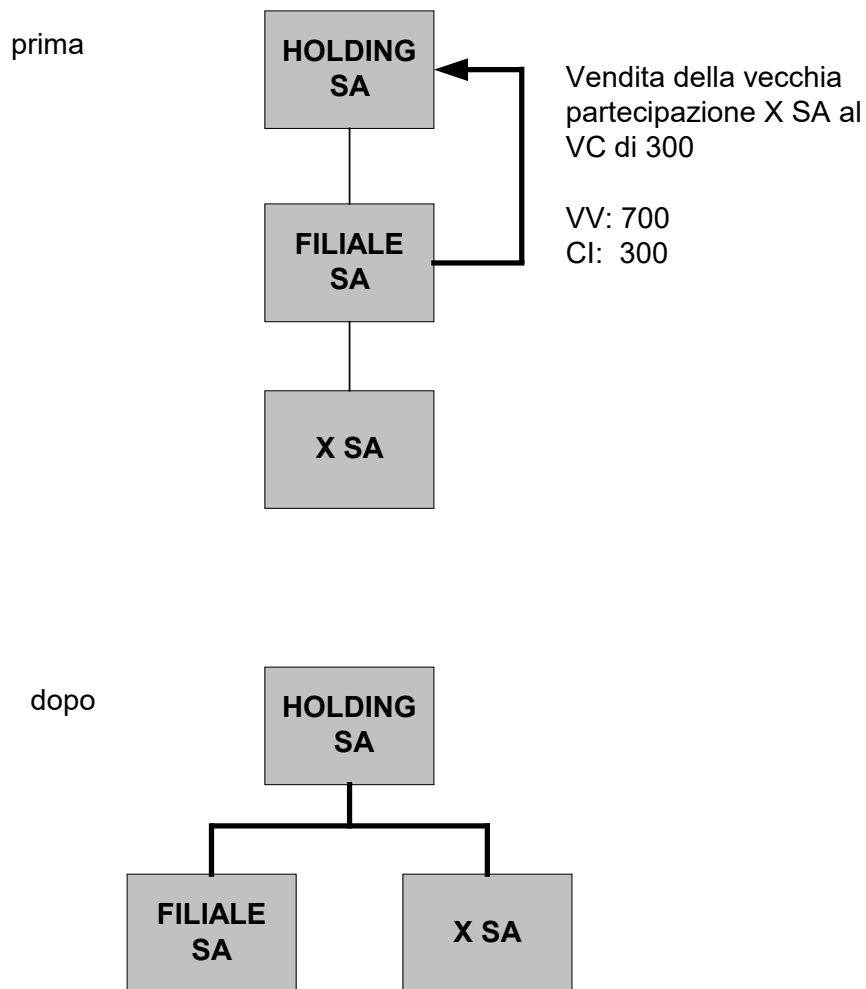 prima
HOLDING
SA
Vendita della vecchia
partecipazione X SA al
VC di 300
VV: 700
CI: 300
FILIALE
SA
X SA
dopo
HOLDING
SA
FILIALE
SA
X SA